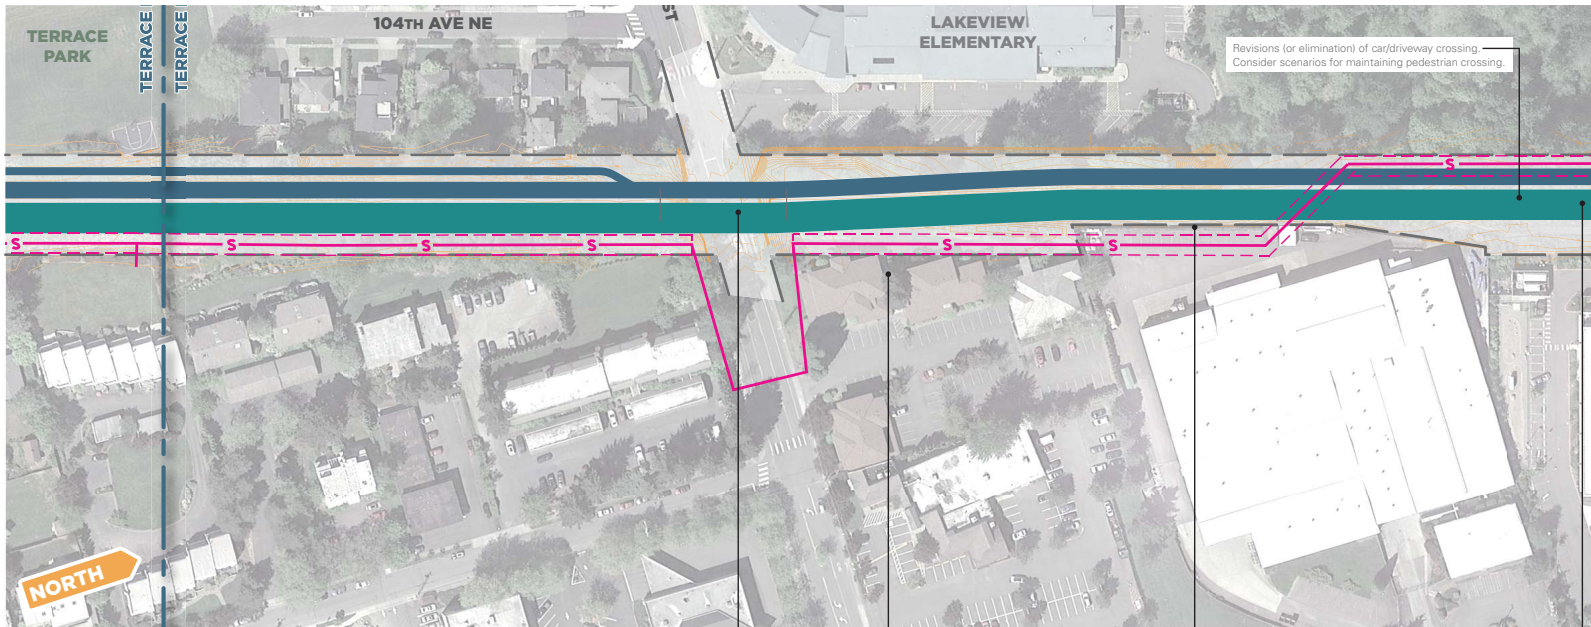 TERRACE
PARK
TERRACE
TERRACE
104TH AVE NE
ST
LAKEVIEW
ELEMENTARY
Revisions (or elimination) of car/driveway crossing.
Consider scenarios for maintaining pedestrian crossing.
S
S
S
S
S
S
S
NORTH